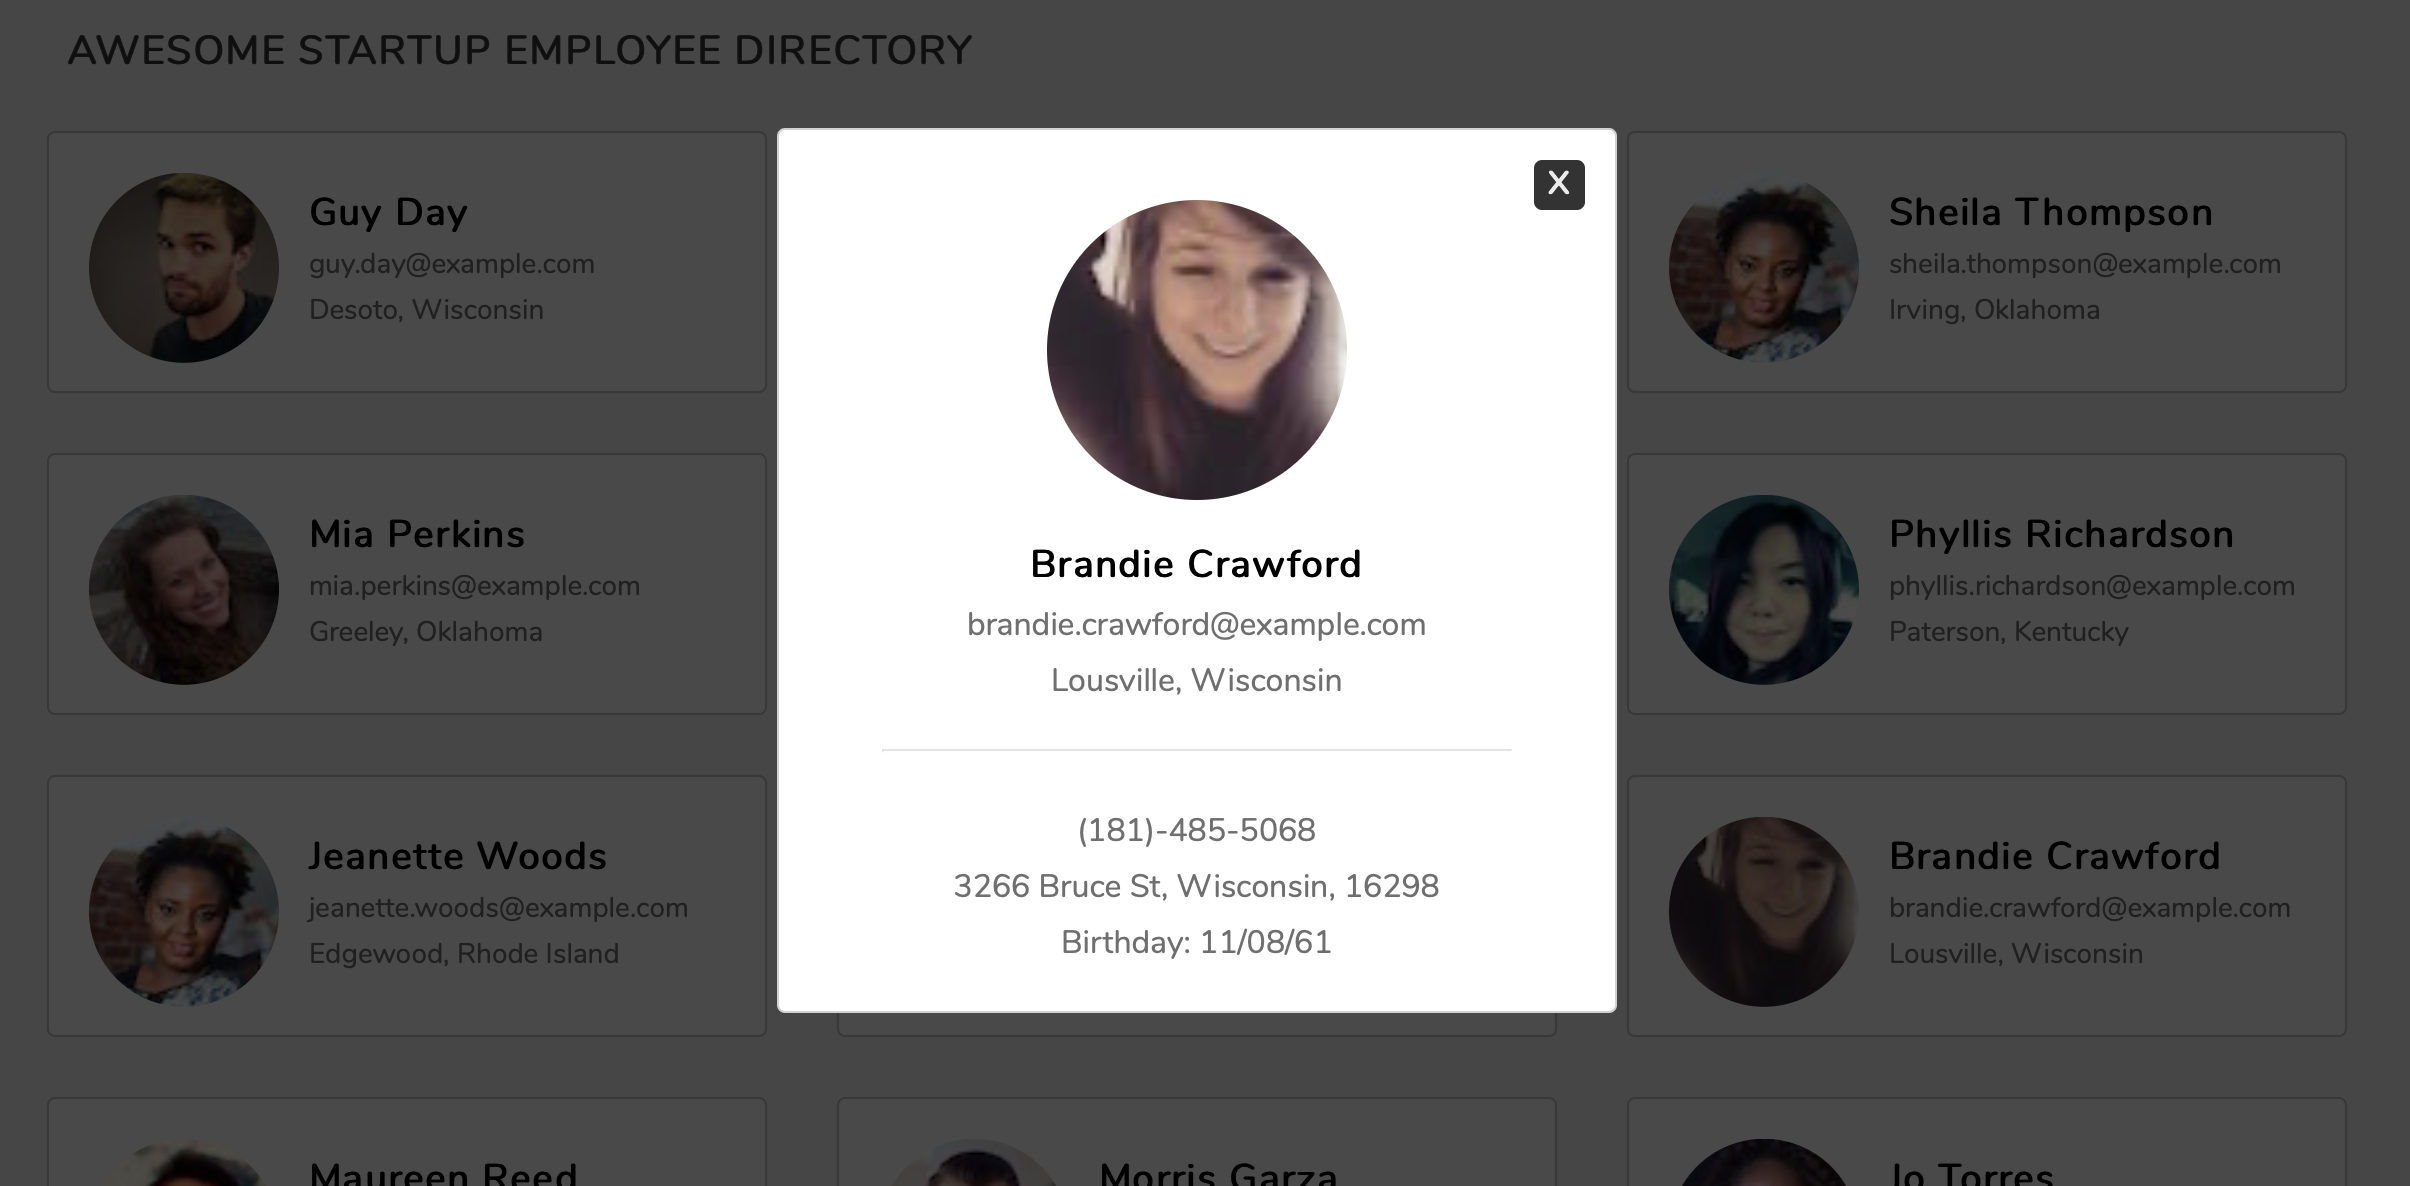 AWESOME STARTUP EMPLOYEE DIRECTORY
Guy Day
guy.day@example.com
Desoto, Wisconsin
X
Brandie Crawford
brandie.crawford@example.com
Lousville, Wisconsin
(181)-485-5068
3266 Bruce St, Wisconsin, 16298
Birthday: 11/08/61
Sheila Thompson
sheila.thompson@example.com
Irving, Oklahoma
Mia Perkins
mia.perkins@example.com
Greeley, Oklahoma
Phyllis Richardson
phyllis.richardson@example.com
Paterson, Kentucky
Jeanette Woods
jeanette.woods@example.com
Edgewood, Rhode Island
Brandie Crawford
brandie.crawford@example.com
Lousville, Wisconsin
Maureen Reed
Morris Garza
Jo Torres